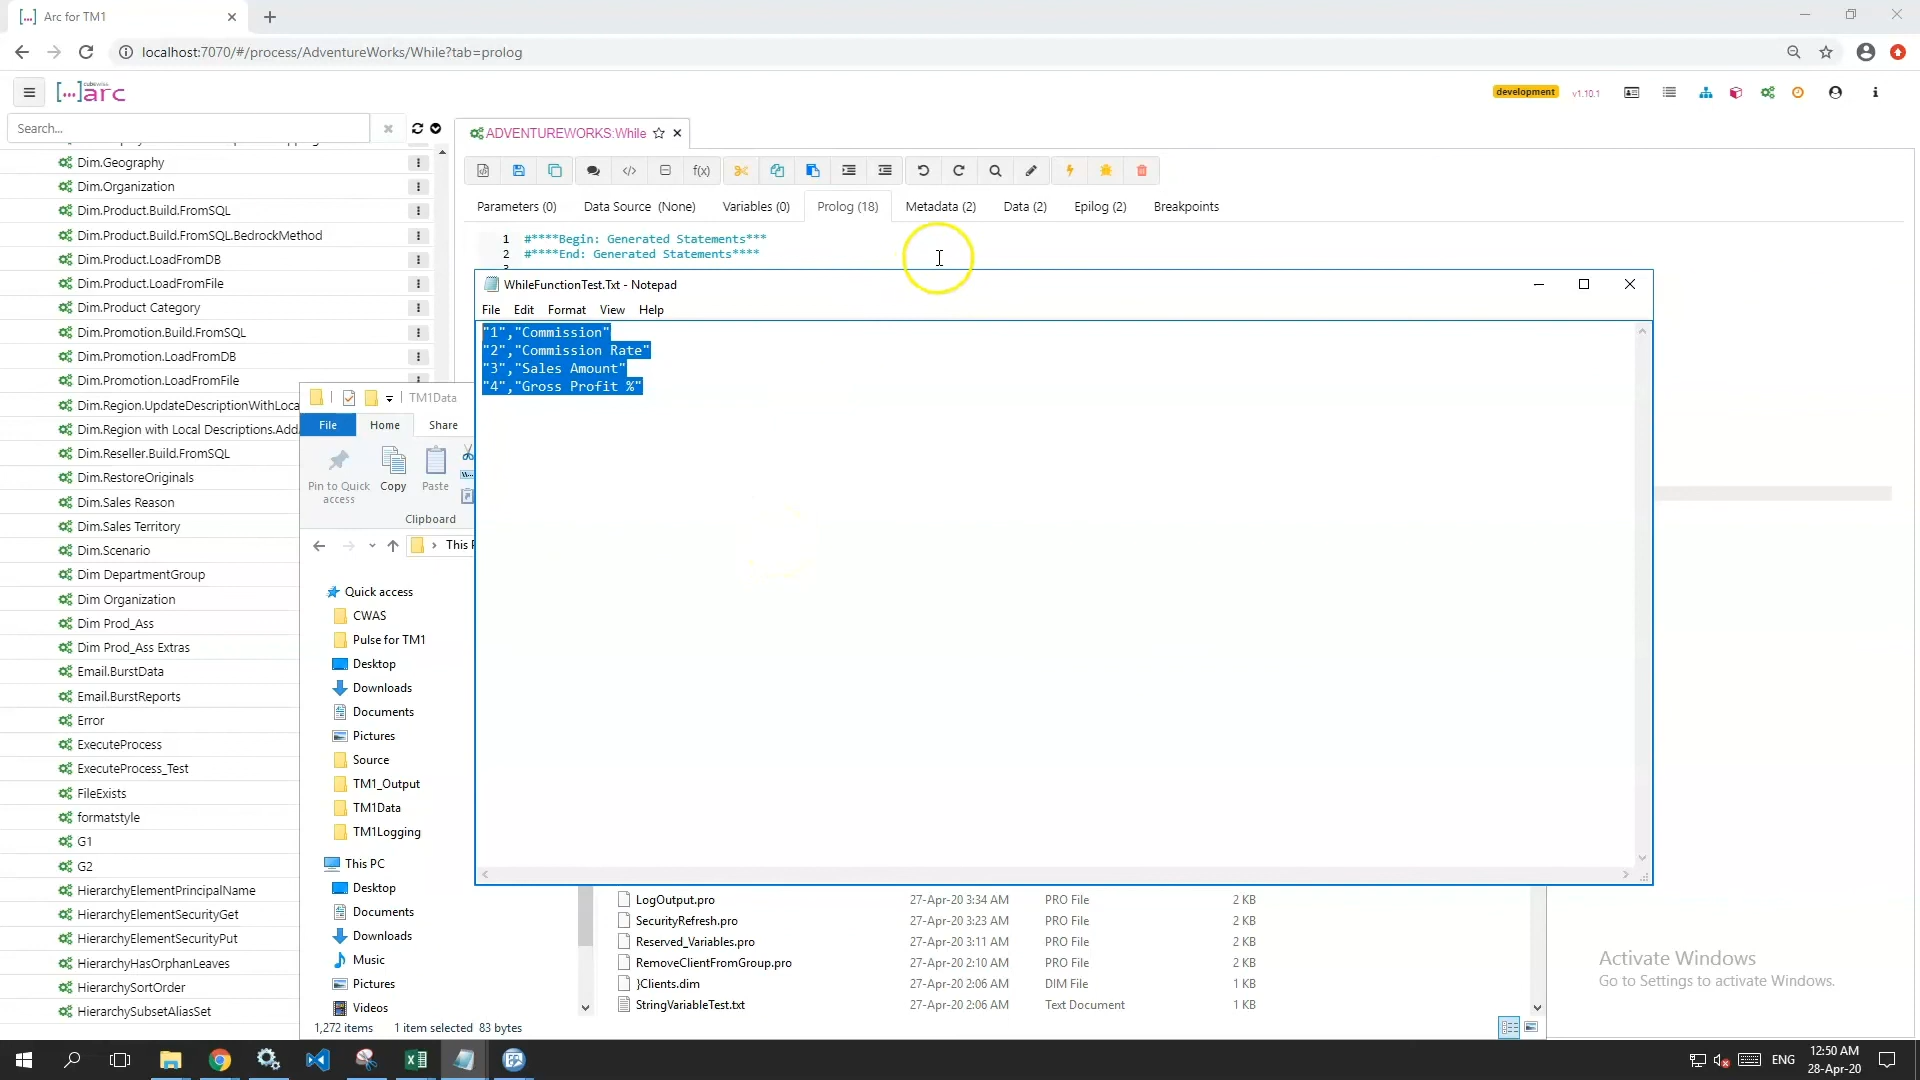 Arc for TM1
localhost:7070/#/process/AdventureWorks/While?tab=prolog
[...]arc
development
v1.10.1
Search...
ADVENTUREWORKS:While
Dim.Geography
Dim.Organization
Dim.Product.Build.FromSQL
Dim.Product.Build.FromSQL.BedrockMethod
Dim.Product.LoadFromDB
Dim.Product.LoadFromFile
Dim.Product Category
Dim.Promotion.Build.FromSQL
Dim.Promotion.LoadFromDB
Dim.Promotion.LoadFromFile
Dim.Region.UpdateDescriptionWithLoca
Dim.Region with Local Descriptions.Add
Dim.Reseller.Build.FromSQL
Dim.RestoreOriginals
Dim.Sales Reason
Dim.Sales Territory
Dim.Scenario
Dim DepartmentGroup
Dim Organization
Dim Prod_Ass
Dim Prod_Ass Extras
Email.BurstData
Email.BurstReports
Error
ExecuteProcess
ExecuteProcess_Test
FileExists
formatstyle
G1
G2
HierarchyElementPrincipalName
HierarchyElementSecurityGet
HierarchyElementSecurityPut
HierarchyHasOrphanLeaves
HierarchySortOrder
HierarchySubsetAliasSet
f(x)
Parameters (0) Data Source (None) Variables (0) Prolog (18) Metadata (2) Data (2) Epilog (2) Breakpoints
1 #****Begin: Generated Statements***
2 #****End: Generated Statements****
WhileFunctionTest.Txt - Notepad
File Edit Format View Help
"1","Commission"
"2","Commission Rate"
"3","Sales Amount"
"4","Gross Profit %"
TM1Data
File Home Share
Pin to Quick access
Copy
Paste
Clipboard
This P
Quick access
CWAS
Pulse for TM1
Desktop
Downloads
Documents
Pictures
Source
TM1_Output
TM1Data
TM1Logging
This PC
Desktop
Documents
Downloads
Music
Pictures
Videos
LogOutput.pro 27-Apr-20 3:34 AM PRO File 2 KB
SecurityRefresh.pro 27-Apr-20 3:23 AM PRO File 2 KB
Reserved_Variables.pro 27-Apr-20 3:11 AM PRO File 2 KB
RemoveClientFromGroup.pro 27-Apr-20 2:10 AM PRO File 2 KB
}Clients.dim 27-Apr-20 2:06 AM DIM File 1 KB
StringVariableTest.txt 27-Apr-20 2:06 AM Text Document 1 KB
1,272 items 1 item selected 83 bytes
Activate Windows
Go to Settings to activate Windows.
ENG
12:50 AM
28-Apr-20